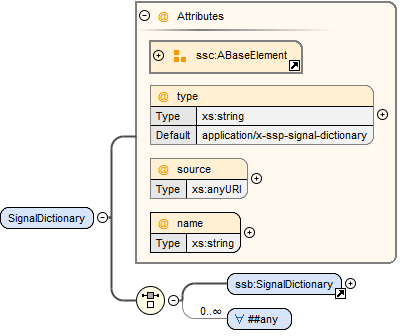 @ Attributes
ssc:ABaseElement
@ type
Type xs:string
Default application/x-ssp-signal-dictionary
@ source
Type xs:anyURI
@ name
Type xs:string
SignalDictionary
ssb:SignalDictionary
0..∞
∀ ##any